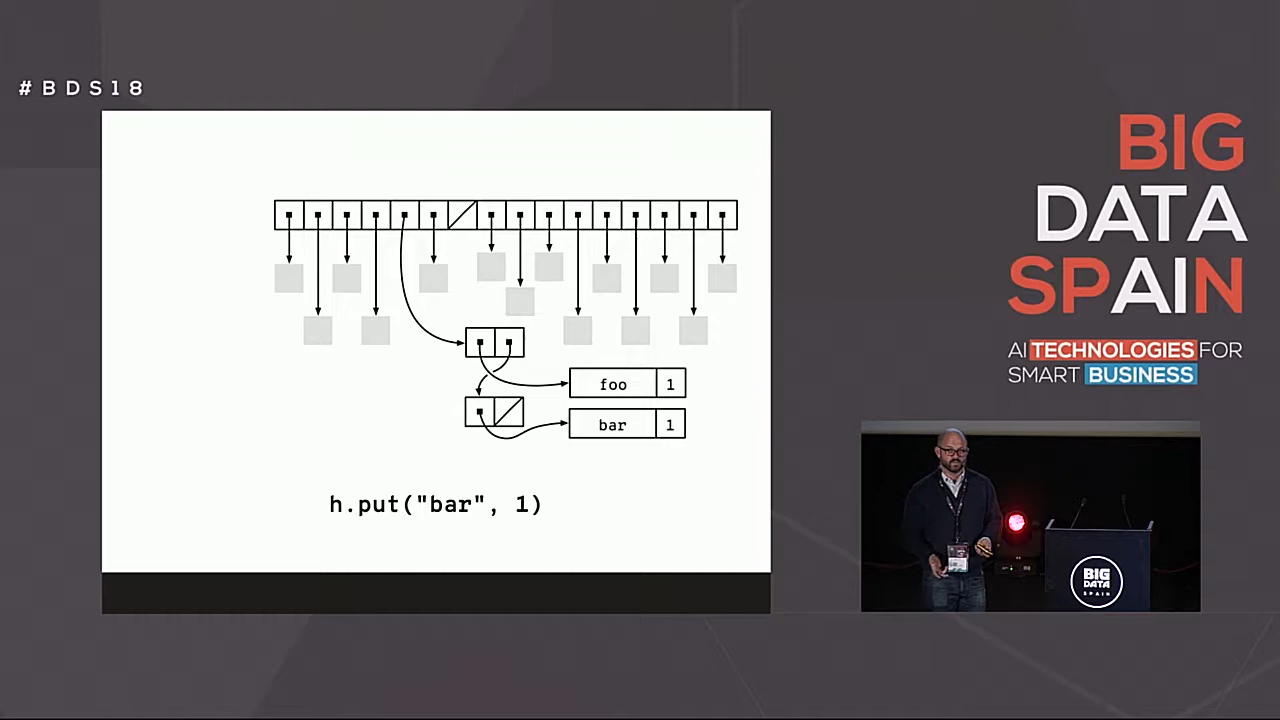 #BDS18
BIG
DATA
SPAIN
AI TECHNOLOGIES FOR
SMART BUSINESS
foo 1
bar 1
h.put("bar", 1)
BIG
DATA
SPAIN